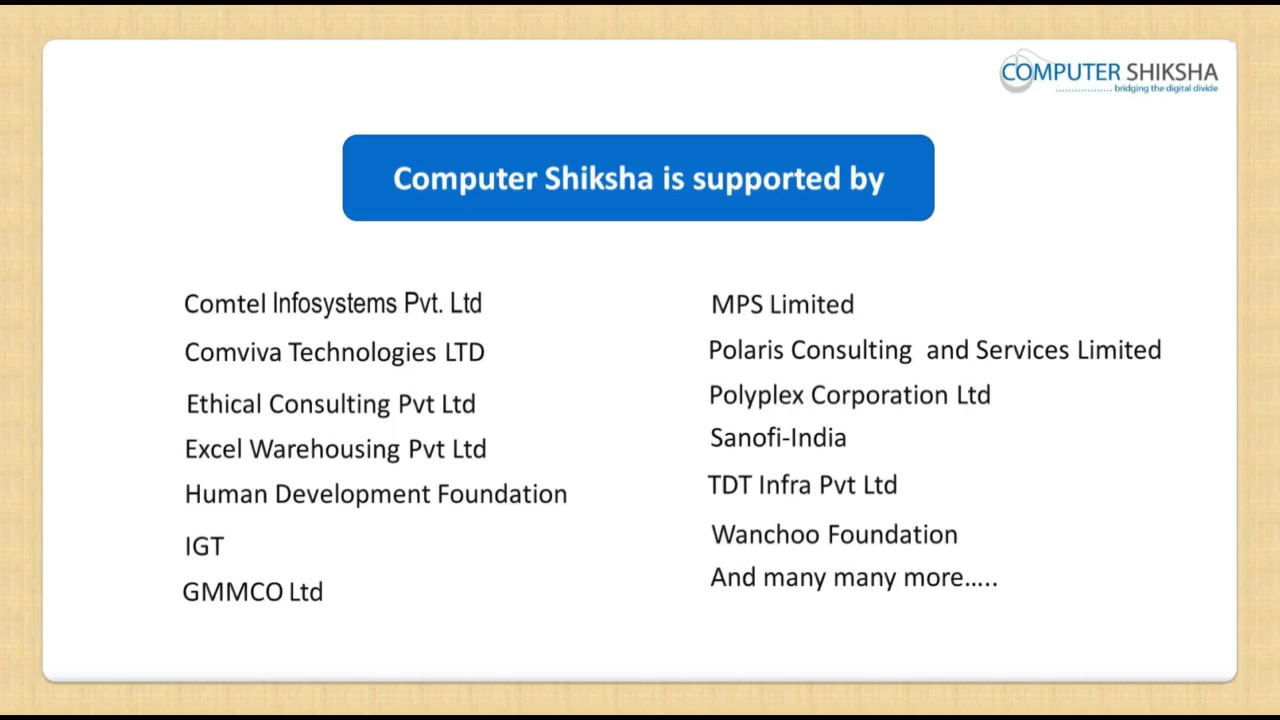 COMPUTER SHIKSHA
bridging the digital divide
Computer Shiksha is supported by
Comtel Infosystems Pvt. Ltd
Comviva Technologies LTD
Ethical Consulting Pvt Ltd
Excel Warehousing Pvt Ltd
Human Development Foundation
IGT
GMMCO Ltd
MPS Limited
Polaris Consulting and Services Limited
Polyplex Corporation Ltd
Sanofi-India
TDT Infra Pvt Ltd
Wanchoo Foundation
And many many more.....